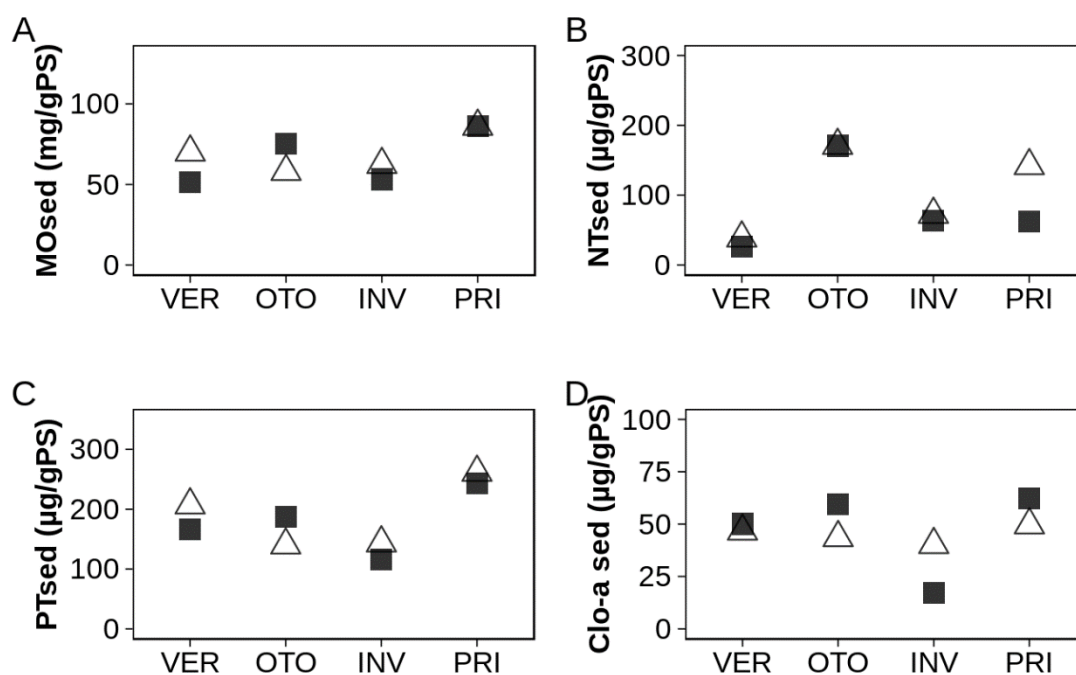 A
MOsed (mg/gPS)
100
50
0
VER OTO INV PRI
B
NTsed (µg/gPS)
300
200
100
0
VER OTO INV PRI
C
PTsed (µg/gPS)
300
200
100
0
VER OTO INV PRI
D
Clo-a sed (µg/gPS)
100
75
50
25
0
VER OTO INV PRI